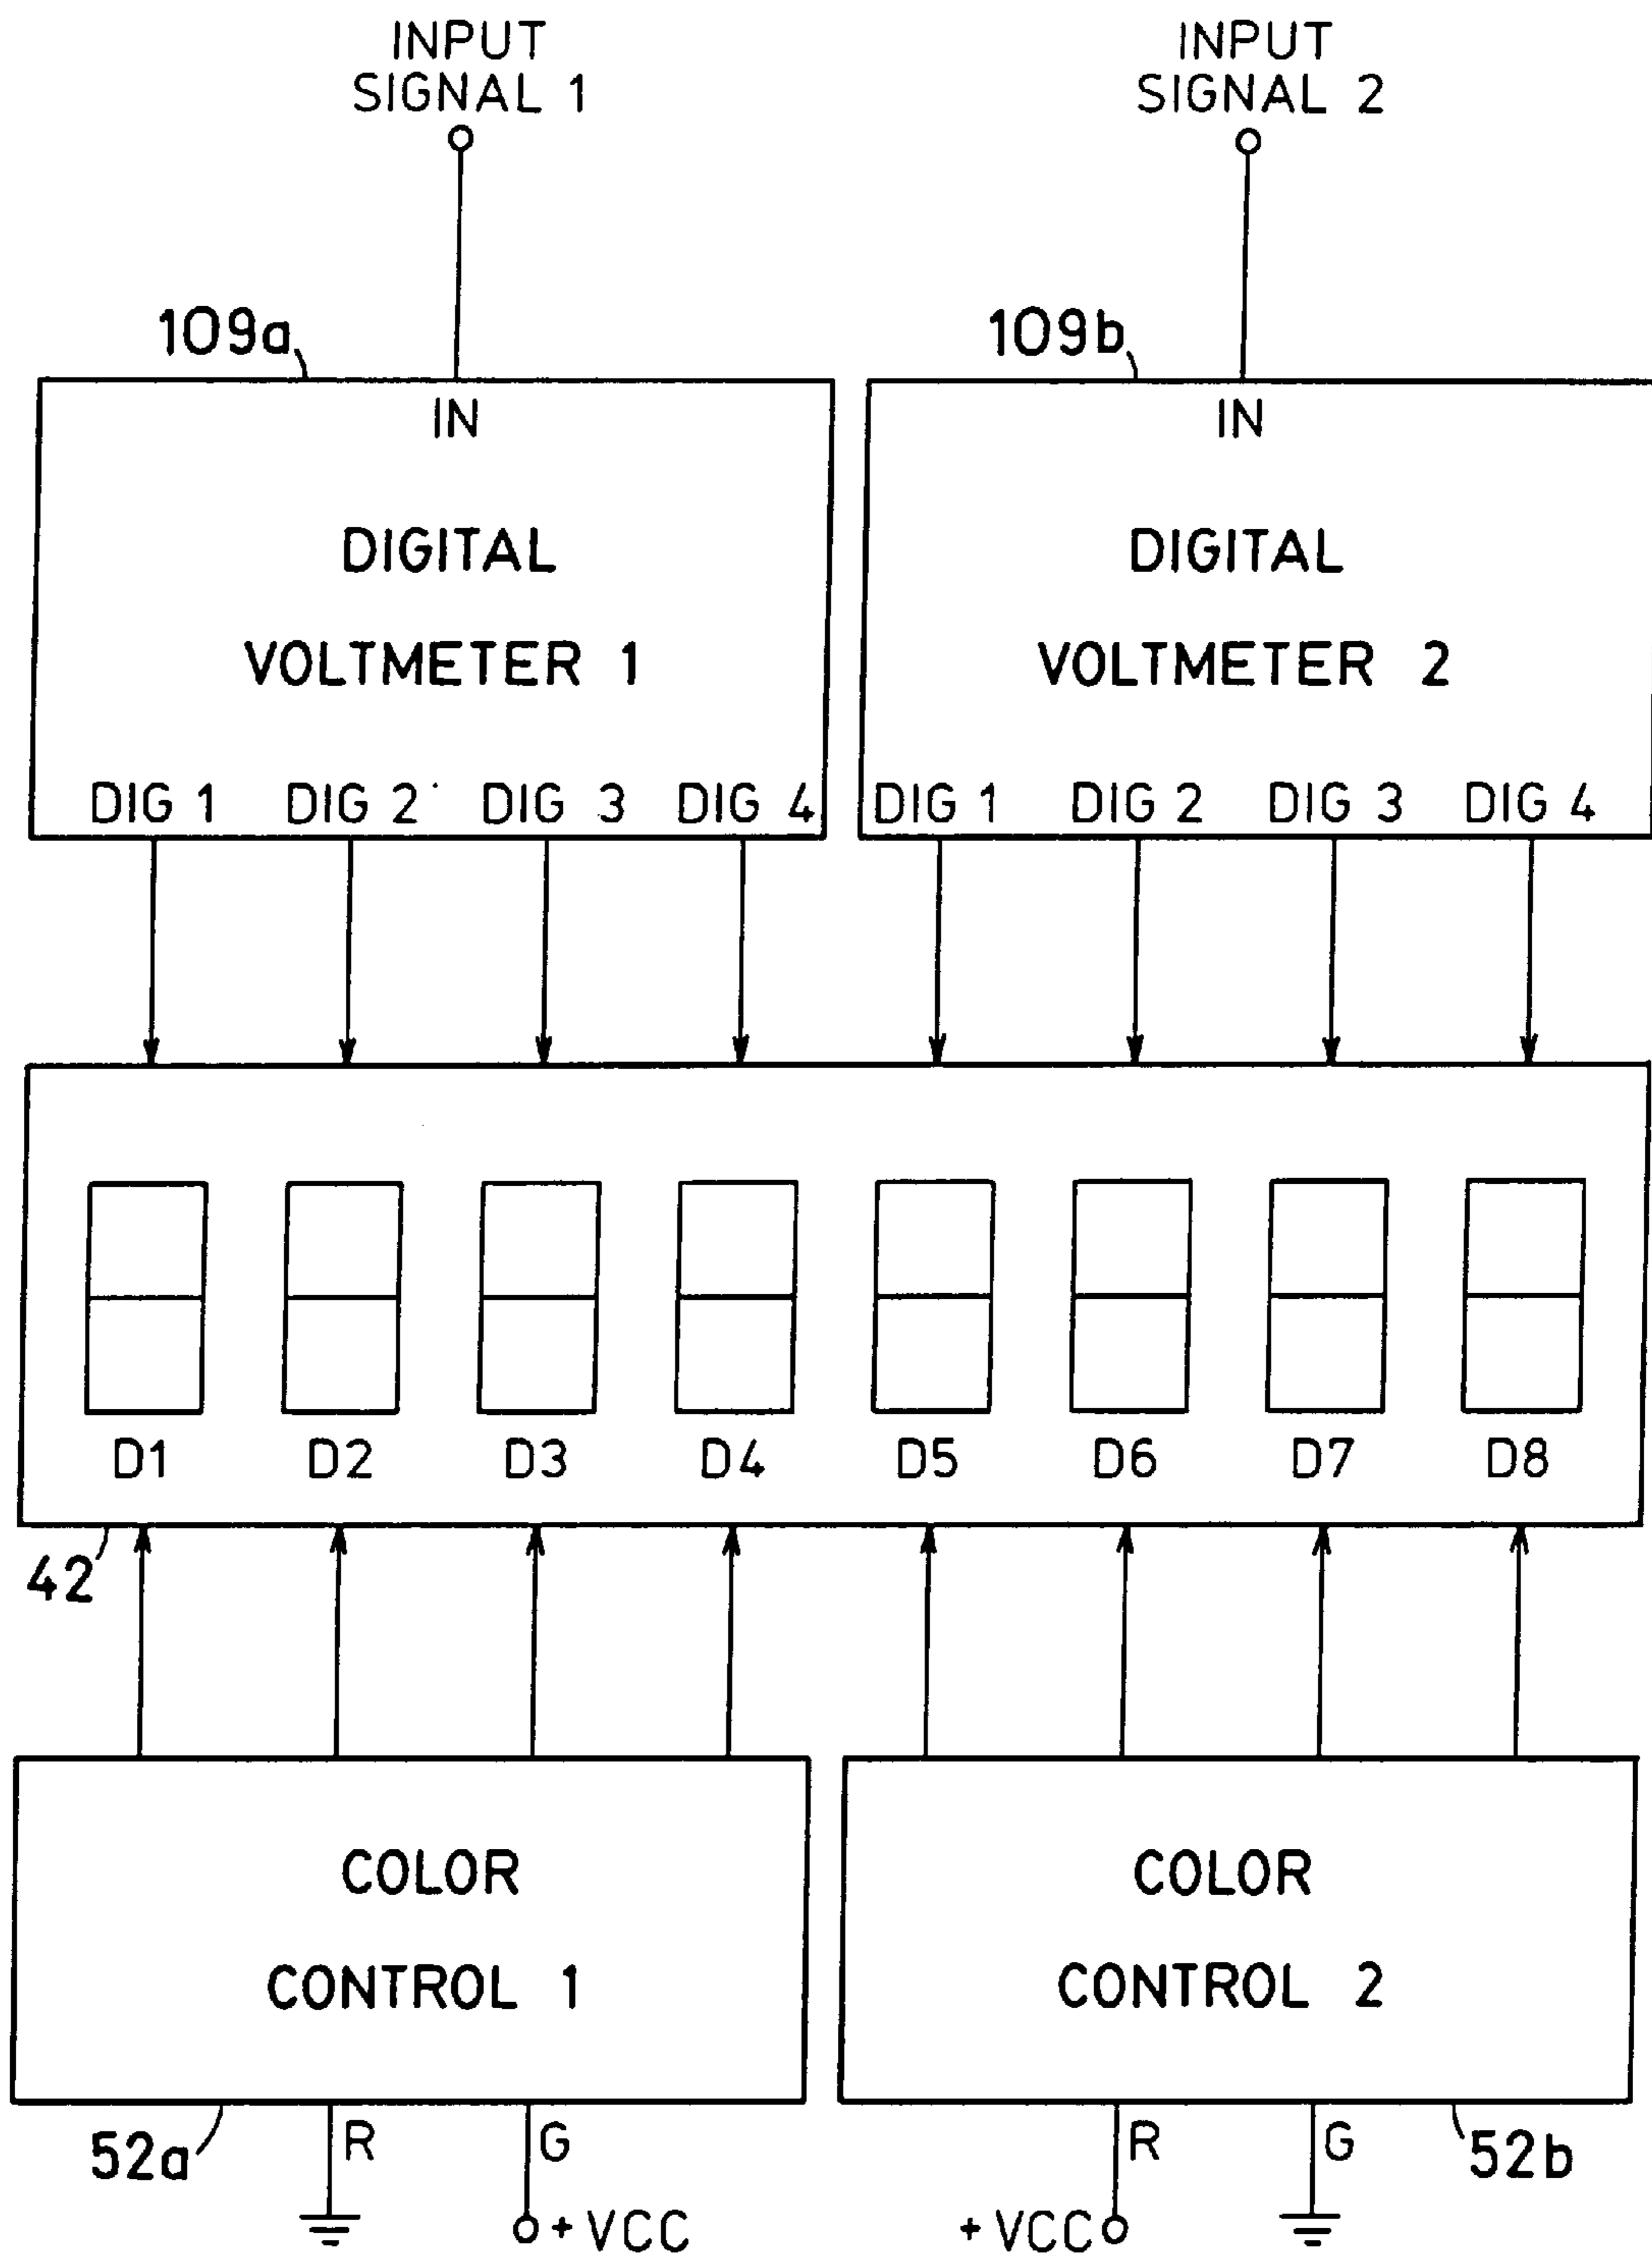 INPUT
SIGNAL 1
INPUT
SIGNAL 2
109a
109b
IN
IN
DIGITAL
VOLTMETER 1
DIGITAL
VOLTMETER 2
DIG 1 DIG 2 DIG 3 DIG 4
DIG 1 DIG 2 DIG 3 DIG 4
D1 D2 D3 D4 D5 D6 D7 D8
42
COLOR
CONTROL 1
COLOR
CONTROL 2
52a
R
G
R
G
52b
+ VCC
+ VCC